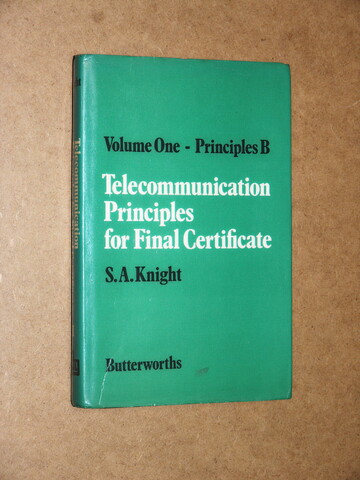 Volume One - Principles B
Telecommunication
Principles
for Final Certificate
S.A.Knight
Butterworths
Telecommunication